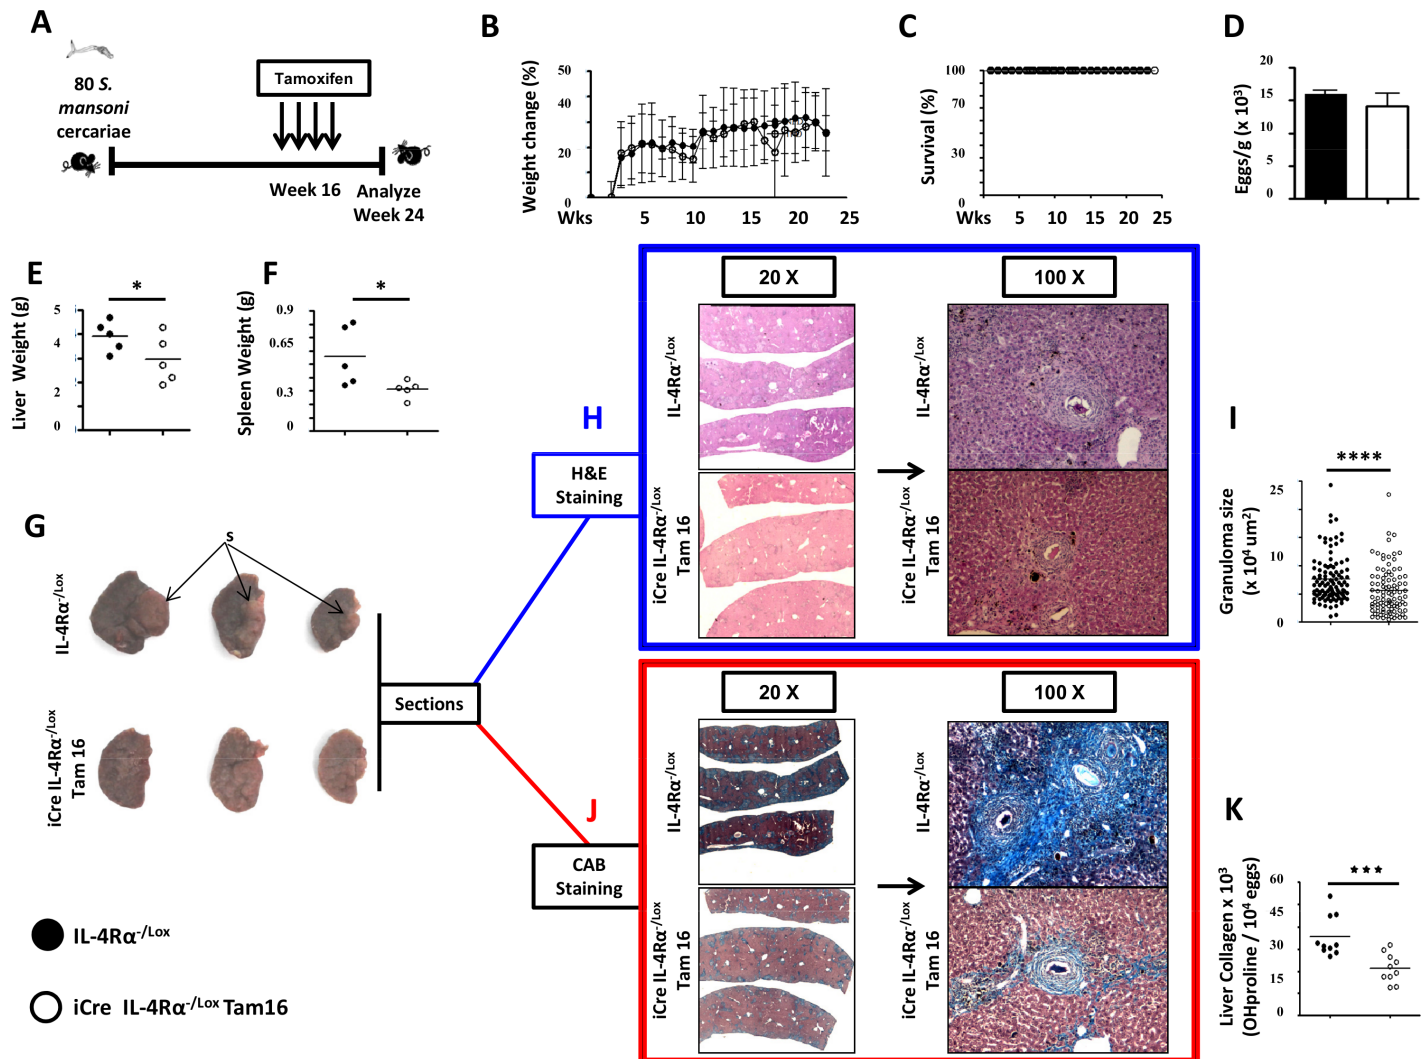 A
80 S.
mansoni
cercariae
Tamoxifen
Week 16
Analyze
Week 24
B
Weight change (%)
50
40
20
0
Wks
5
10
15
20
25
C
Survival (%)
100
70
30
0
Wks
5
10
15
20
25
D
Eggs/g (x 10³)
20
15
10
5
0
E
Liver Weight (g)
5
4
2
0
*
F
Spleen Weight (g)
0.9
0.65
0.3
0
*
G
s
IL-4Rα-/Lox
iCre IL-4Rα-/Lox
Tam 16
Sections
H
H&E
Staining
20 X
100 X
IL-4Rα-/Lox
IL-4Rα-/Lox
iCre IL-4Rα-/Lox
Tam 16
iCre IL-4Rα-/Lox
Tam 16
I
Granuloma size
(x 10⁴ um²)
****
25
10
0
J
CAB
Staining
20 X
100 X
IL-4Rα-/Lox
IL-4Rα-/Lox
iCre IL-4Rα-/Lox
Tam 16
iCre IL-4Rα-/Lox
Tam 16
K
Liver Collagen x 10³
(OHproline / 10⁴ eggs)
★★★
60
45
30
15
0
IL-4Rα-/Lox
iCre IL-4Rα-/Lox Tam16